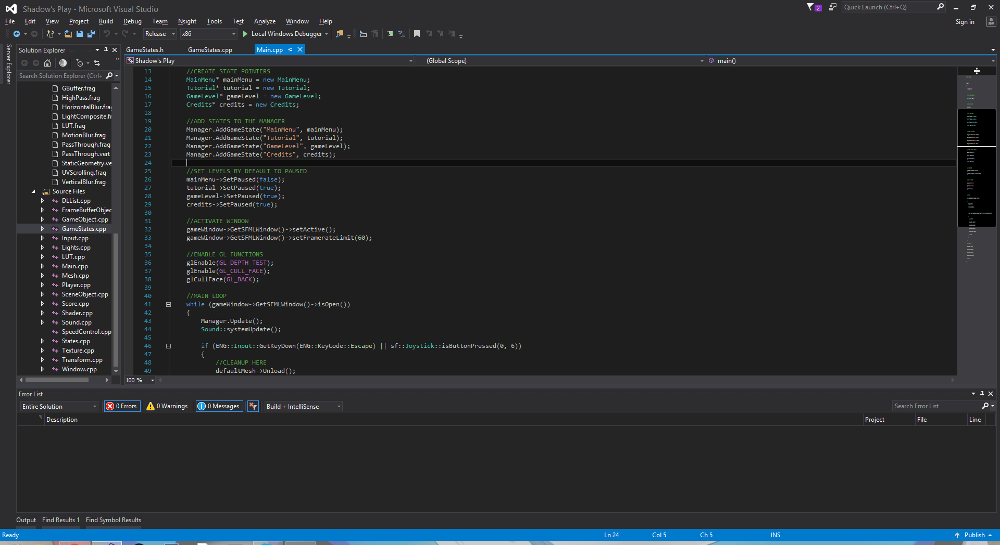 Shadow's Play - Microsoft Visual Studio
2
Quick Launch (Ctrl+Q)
File Edit View Project Build Debug Team Nsight Tools Test Analyze Window Help
Sign in
Release x86 Local Windows Debugger
Server Explorer
Solution Explorer
Search Solution Explorer (Ctrl+
GBuffer.frag
HighPass.frag
HorizontalBlur.frag
LightComposite.fr
LUT.frag
MotionBlur.frag
PassThrough.frag
PassThrough.vert
StaticGeometry.ve
UVScrolling.frag
VerticalBlur.frag
Source Files
DLList.cpp
FrameBufferObjec
GameObject.cpp
GameStates.cpp
Input.cpp
Lights.cpp
LUT.cpp
Main.cpp
Mesh.cpp
Player.cpp
SceneObject.cpp
Score.cpp
Shader.cpp
Sound.cpp
SpeedControl.cpp
States.cpp
Texture.cpp
Transform.cpp
Window.cpp
GameStates.h GameStates.cpp Main.cpp
Shadow's Play (Global Scope) main()
13 //CREATE STATE POINTERS
14 MainMenu* mainMenu = new MainMenu;
15 Tutorial* tutorial = new Tutorial;
16 GameLevel* gameLevel = new GameLevel;
17 Credits* credits = new Credits;
18
19 //ADD STATES TO THE MANAGER
20 Manager.AddGameState("MainMenu", mainMenu);
21 Manager.AddGameState("Tutorial", tutorial);
22 Manager.AddGameState("GameLevel", gameLevel);
23 Manager.AddGameState("Credits", credits);
24
25 //SET LEVELS BY DEFAULT TO PAUSED
26 mainMenu->SetPaused(false);
27 tutorial->SetPaused(true);
28 gameLevel->SetPaused(true);
29 credits->SetPaused(true);
30
31 //ACTIVATE WINDOW
32 gameWindow->GetSFMLWindow()->setActive();
33 gameWindow->GetSFMLWindow()->setFramerateLimit(60);
34
35 //ENABLE GL FUNCTIONS
36 glEnable(GL_DEPTH_TEST);
37 glEnable(GL_CULL_FACE);
38 glCullFace(GL_BACK);
39
40 //MAIN LOOP
41 while (gameWindow->GetSFMLWindow()->isOpen())
42 {
43 Manager.Update();
44 Sound::systemUpdate();
45
46 if (ENG::Input::GetKeyDown(ENG::KeyCode::Escape) || sf::Joystick::isButtonPressed(0, 6))
47 {
48 //CLEANUP HERE
49 defaultMesh->Unload();
100 %
Error List
Entire Solution 0 Errors 0 Warnings 0 Messages Build + IntelliSense
Search Error List
Description Project File Line
Output Find Results 1 Find Symbol Results
Ready Ln 24 Col 5 Ch 5 INS Publish